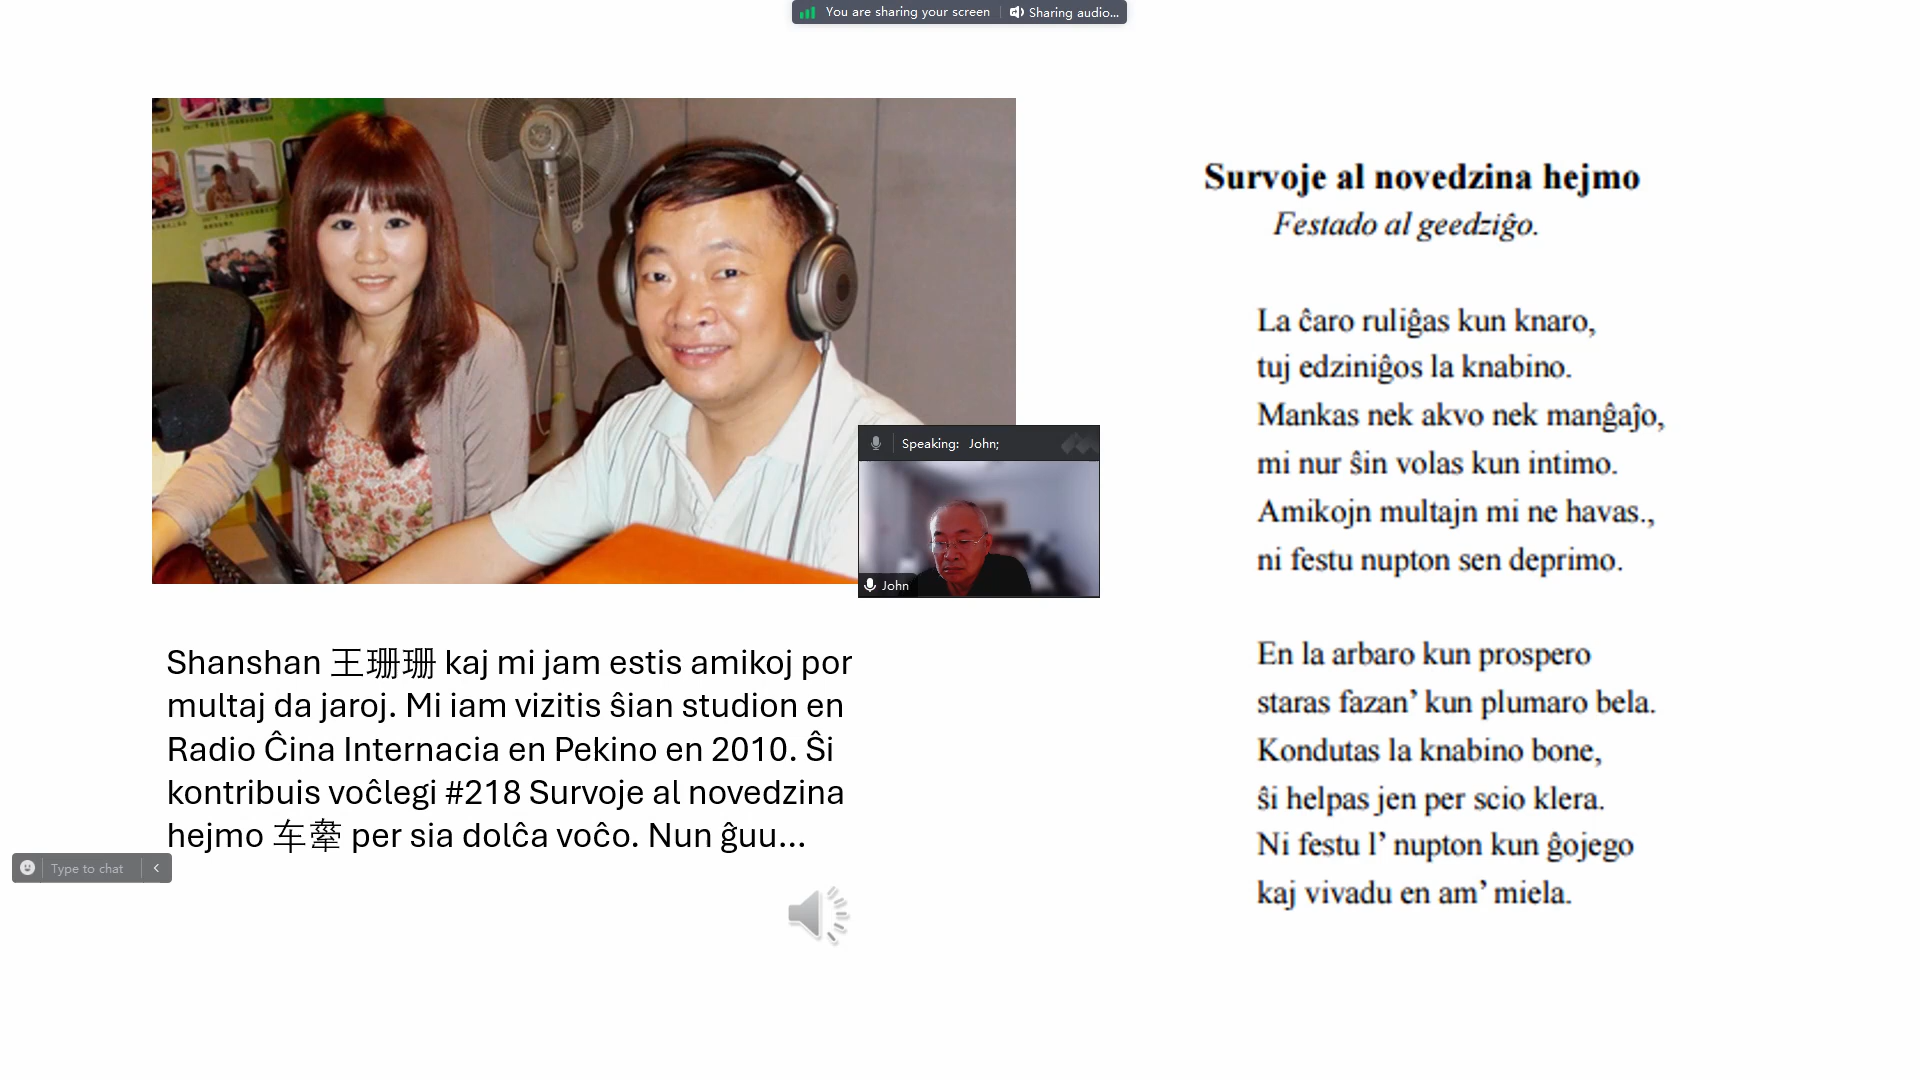 You are sharing your screen
Sharing audio...
Survoje al novedzina hejmo
Festado al geedziĝo.
La ĉaro ruliĝas kun knaro,
tuj edziniĝos la knabino.
Mankas nek akvo nek manĝaĵo,
mi nur ŝin volas kun intimo.
Amikojn multajn mi ne havas.,
ni festu nupton sen deprimo.
En la arbaro kun prospero
staras fazan’ kun plumaro bela.
Kondutas la knabino bone,
ŝi helpas jen per scio klera.
Ni festu l’ nupton kun ĝojego
kaj vivadu en am’ miela.
Speaking: John;
John
Shanshan 王珊珊 kaj mi jam estis amikoj por
multaj da jaroj. Mi iam vizitis ŝian studion en
Radio Ĉina Internacia en Pekino en 2010. Ŝi
kontribuis voĉlegi #218 Survoje al novedzina
hejmo 车舝 per sia dolĉa voĉo. Nun ĝuu...
Type to chat